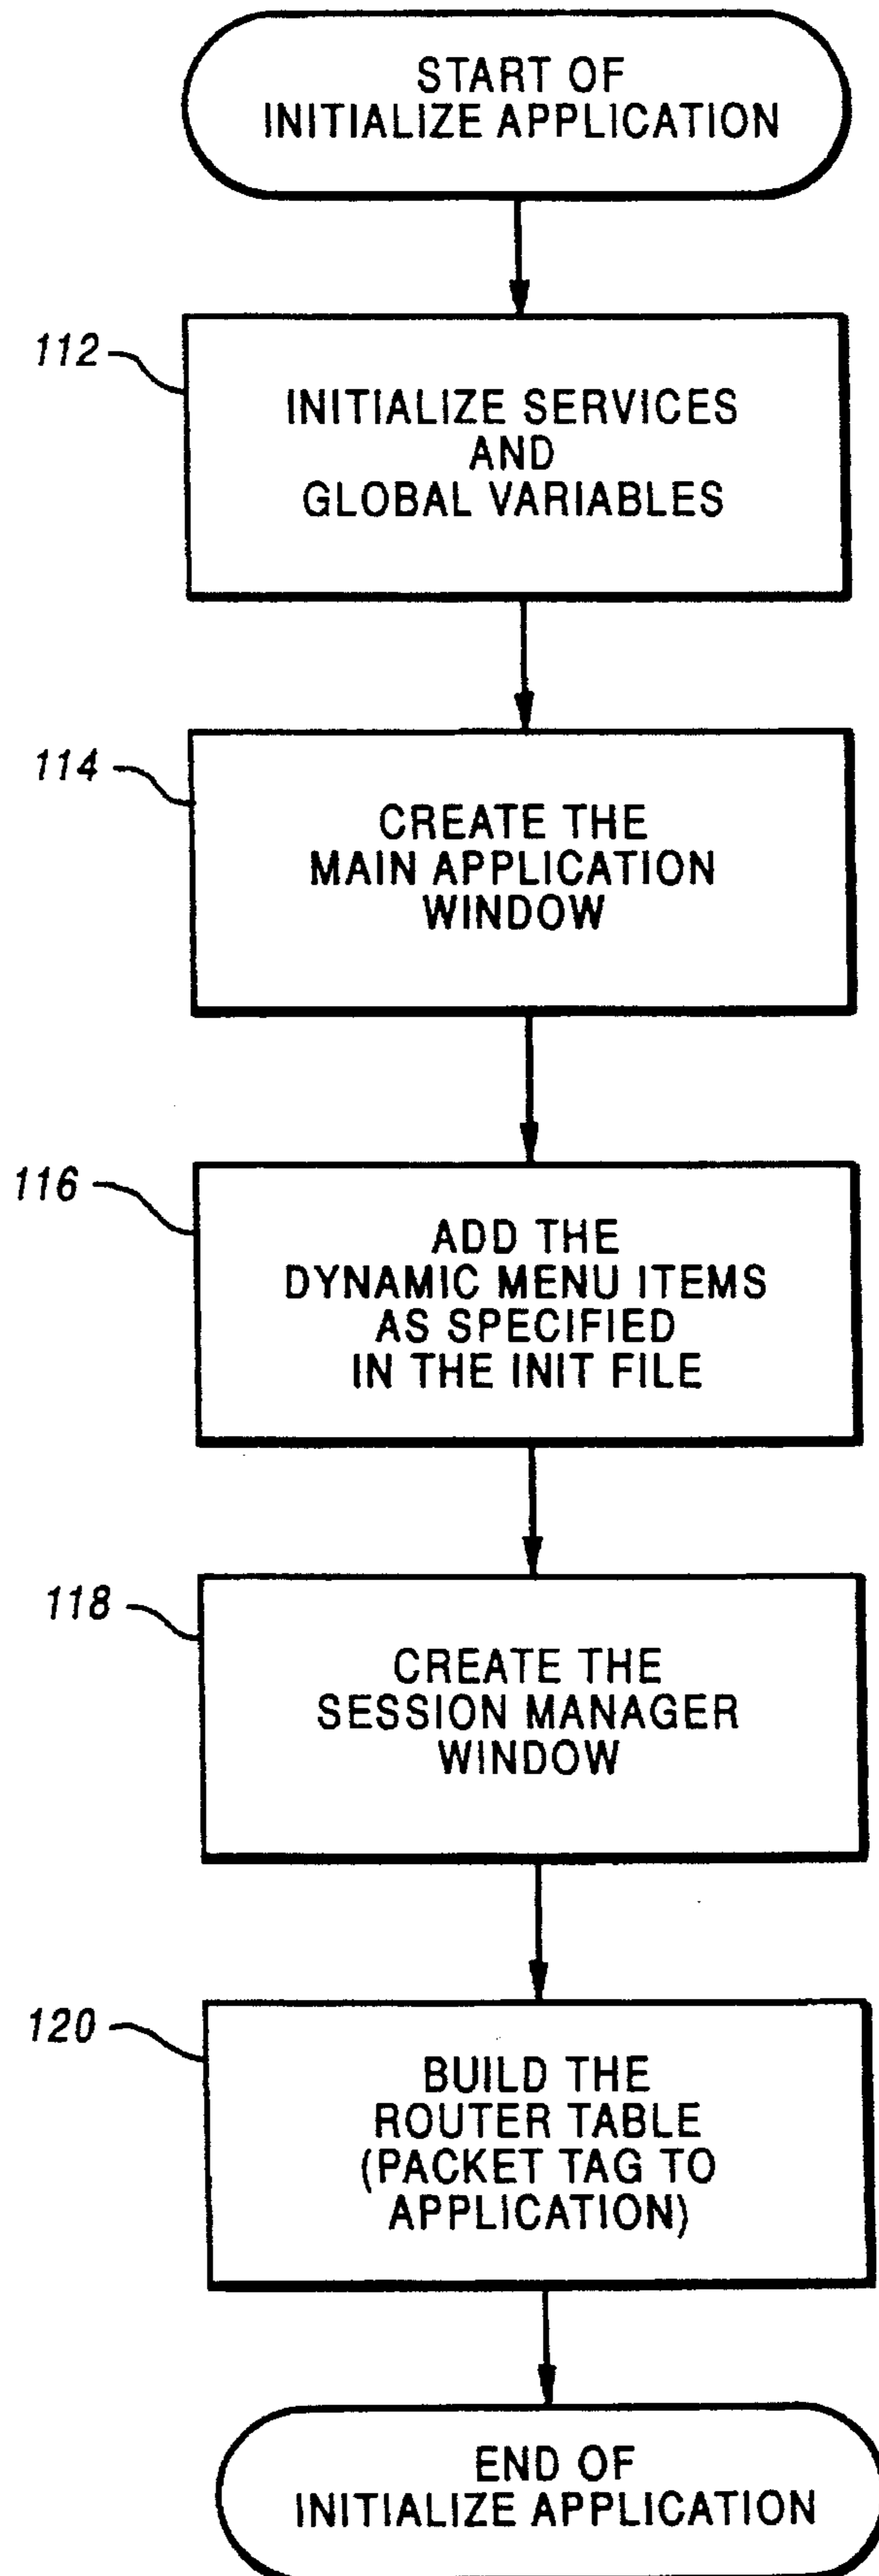 START OF
INITIALIZE APPLICATION
112
INITIALIZE SERVICES
AND
GLOBAL VARIABLES
114
CREATE THE
MAIN APPLICATION
WINDOW
116
ADD THE
DYNAMIC MENU ITEMS
AS SPECIFIED
IN THE INIT FILE
118
CREATE THE
SESSION MANAGER
WINDOW
120
BUILD THE
ROUTER TABLE
(PACKET TAG TO
APPLICATION)
END OF
INITIALIZE APPLICATION